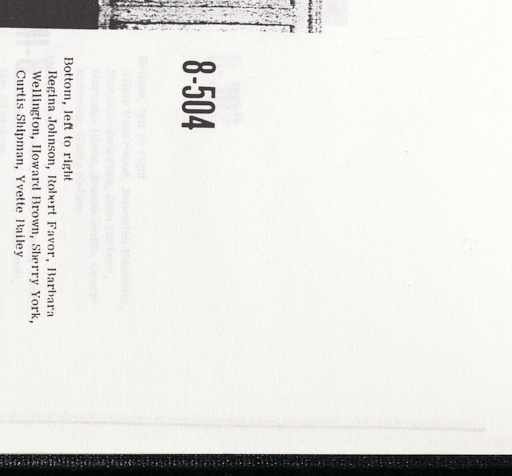 8-504
Bottom, left to right
Regina Johnson, Robert Favor, Barbara
Wellington, Howard Brown, Sherry York,
Curtis Shipman, Yvette Bailey